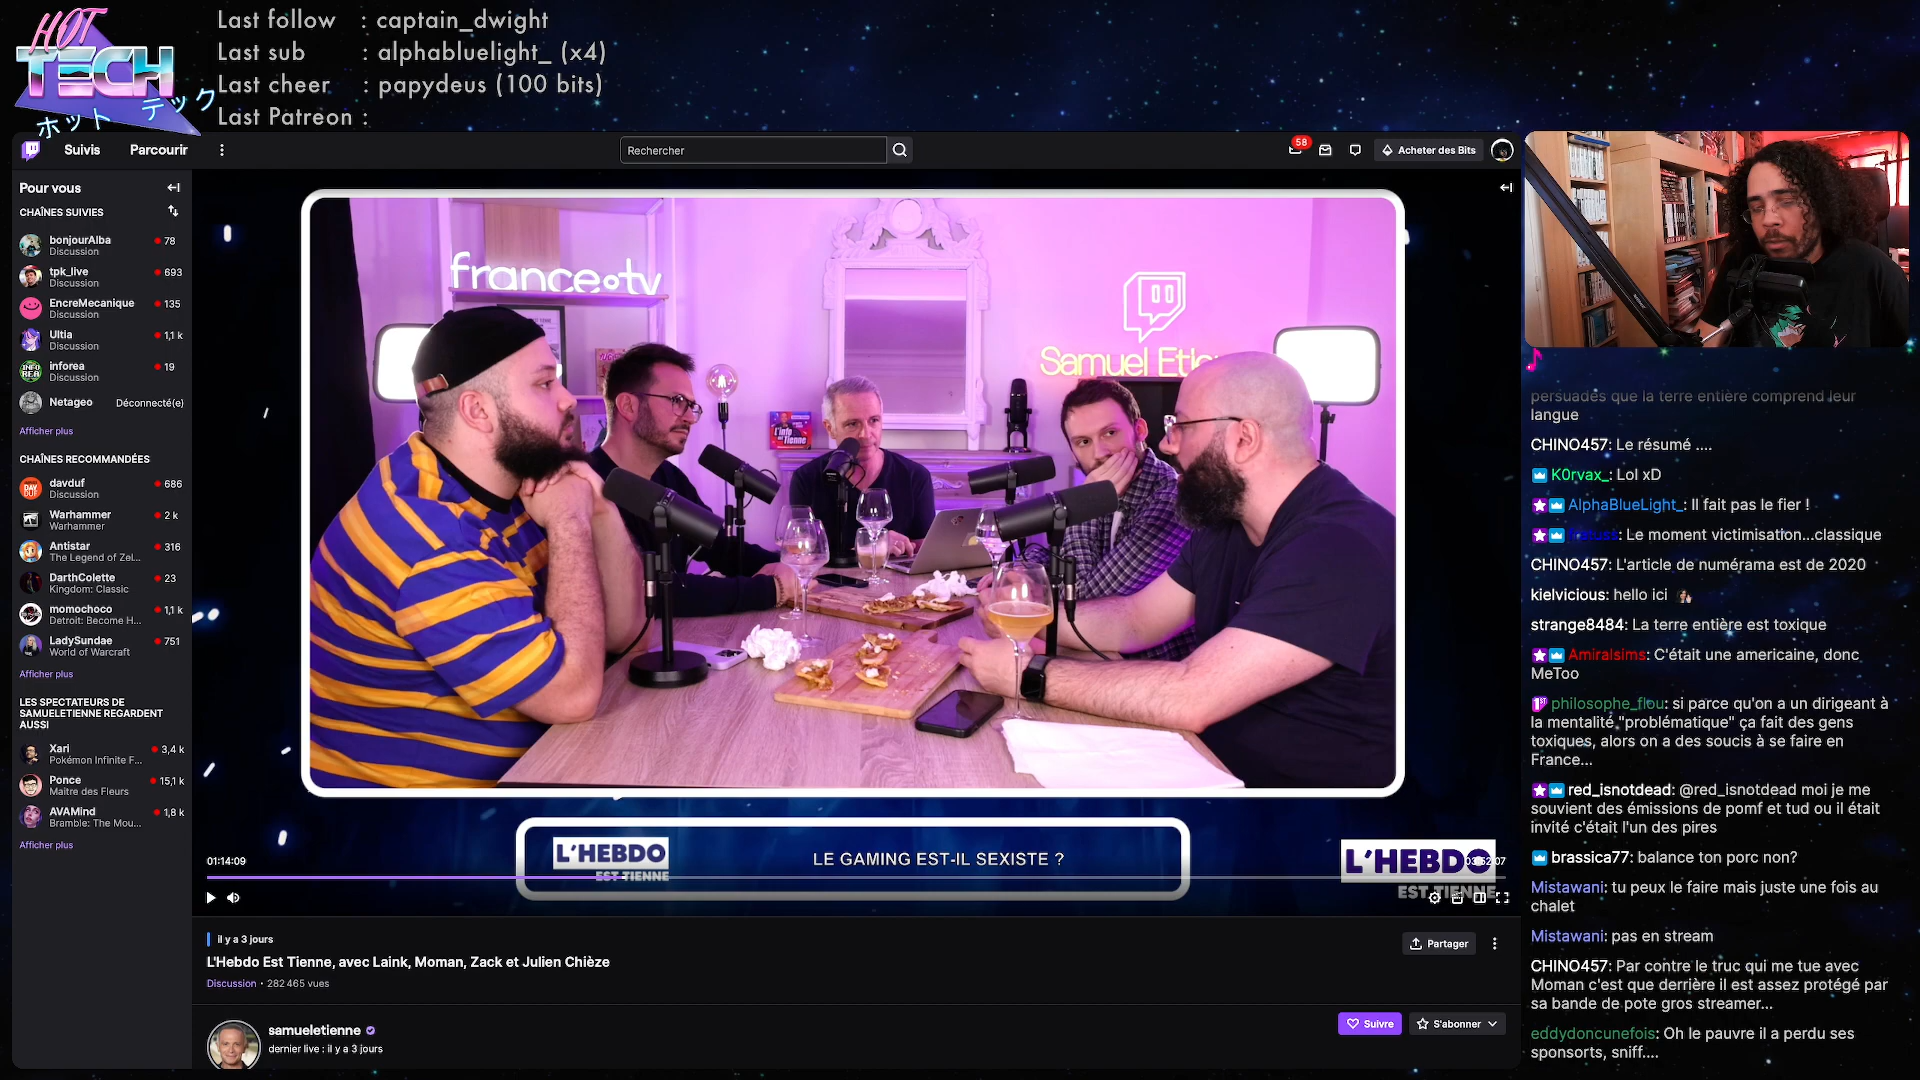 HOT
TECH
ホット テック
Last follow : captain_dwight
Last sub : alphabluelight_ (x4)
Last cheer : papydeus (100 bits)
Last Patreon :
Suivis
Parcourir
Rechercher
58
Acheter des Bits
Pour vous
CHAÎNES SUIVIES
bonjourAlba 78
Discussion
tpk_live 693
Discussion
EncreMecanique 135
Discussion
Ultia 1,1 k
Discussion
inforea 19
Discussion
Netageo Déconnecté(e)
Afficher plus
CHAÎNES RECOMMANDÉES
davduf 686
Discussion
Warhammer 2 k
Warhammer
Antistar 316
The Legend of Zel...
DarthColette 23
Kingdom: Classic
momochoco 1,1 k
Detroit: Become H...
LadySundae 751
World of Warcraft
Afficher plus
LES SPECTATEURS DE
SAMUELETIENNE REGARDENT
AUSSI
Xari 3,4 k
Pokémon Infinite F...
Ponce 15,1 k
Maitre des Fleurs
AVAMind 1,8 k
Bramble: The Mou...
Afficher plus
france•tv
Samuel Etie
L'info
Tienne
01:14:09
L'HEBDO
EST TIENNE
LE GAMING EST-IL SEXISTE ?
L'HEBDO
EST TIENNE
il y a 3 jours
L'Hebdo Est Tienne, avec Laink, Moman, Zack et Julien Chièze
Discussion • 282 465 vues
Partager
samueletienne
dernier live : il y a 3 jours
Suivre
S'abonner
persuadés que la terre entière comprend leur
langue
CHINO457: Le résumé ....
K0rvax_: Lol xD
AlphaBlueLight_: Il fait pas le fier !
: Le moment victimisation...classique
CHINO457: L'article de numérama est de 2020
kielvicious: hello ici
strange8484: La terre entière est toxique
Amiralsims: C'était une americaine, donc
MeToo
philosophe_flou: si parce qu'on a un dirigeant à
la mentalité "problématique" ça fait des gens
toxiques, alors on a des soucis à se faire en
France...
red_isnotdead: @red_isnotdead moi je me
souvient des émissions de pomf et tud ou il était
invité c'était l'un des pires
brassica77: balance ton porc non?
Mistawani: tu peux le faire mais juste une fois au
chalet
Mistawani: pas en stream
CHINO457: Par contre le truc qui me tue avec
Moman c'est que derrière il est assez protégé par
sa bande de pote gros streamer...
eddydoncunefois: Oh le pauvre il a perdu ses
sponsorts, sniff....